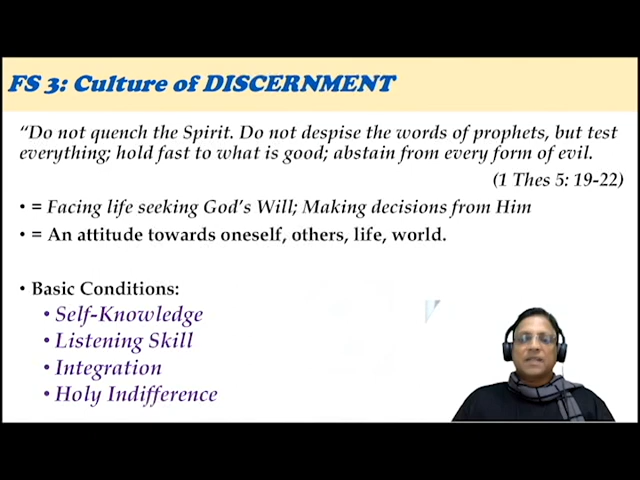 FS 3: Culture of DISCERNMENT
“Do not quench the Spirit. Do not despise the words of prophets, but test
everything; hold fast to what is good; abstain from every form of evil.
(1 Thes 5: 19-22)
• = Facing life seeking God’s Will; Making decisions from Him
• = An attitude towards oneself, others, life, world.
• Basic Conditions:
• Self-Knowledge
• Listening Skill
• Integration
• Holy Indifference